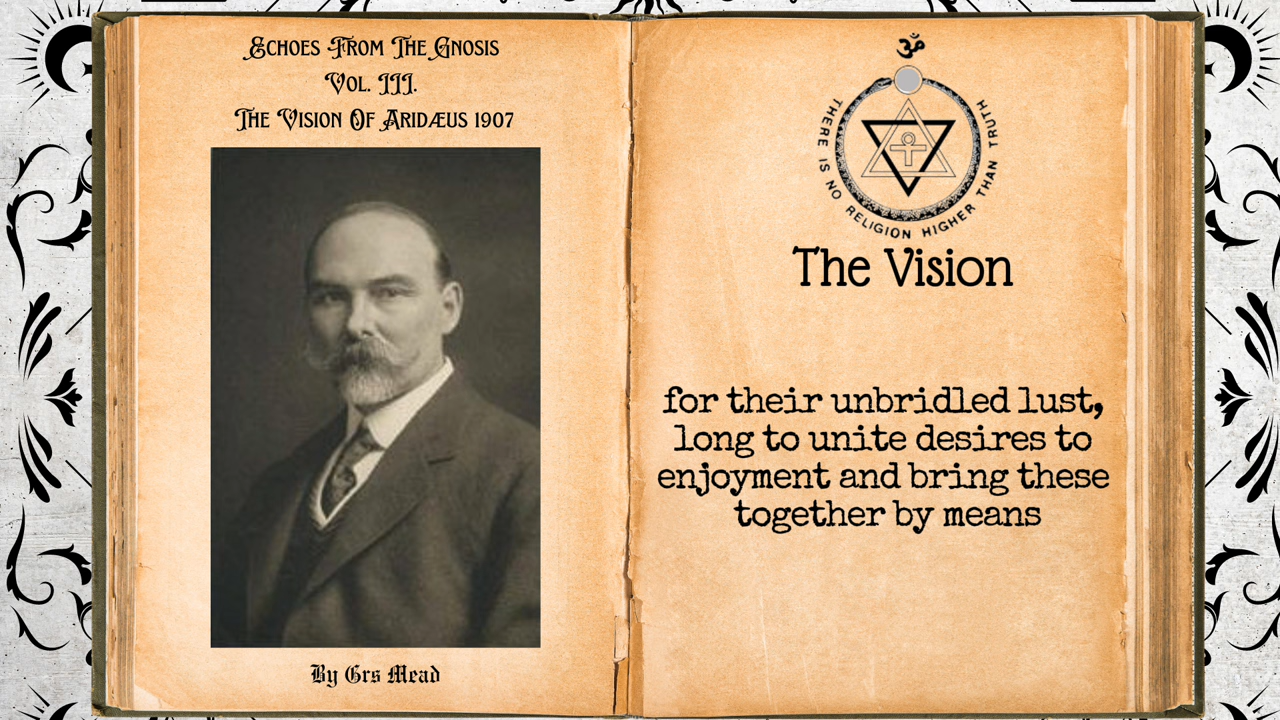 Echoes From The Gnosis
Vol. III.
The Vision Of Aridæus 1907
By Grs Mead
ॐ
THERE IS NO RELIGION HIGHER THAN TRUTH
The Vision
for their unbridled lust,
long to unite desires to
enjoyment and bring these
together by means